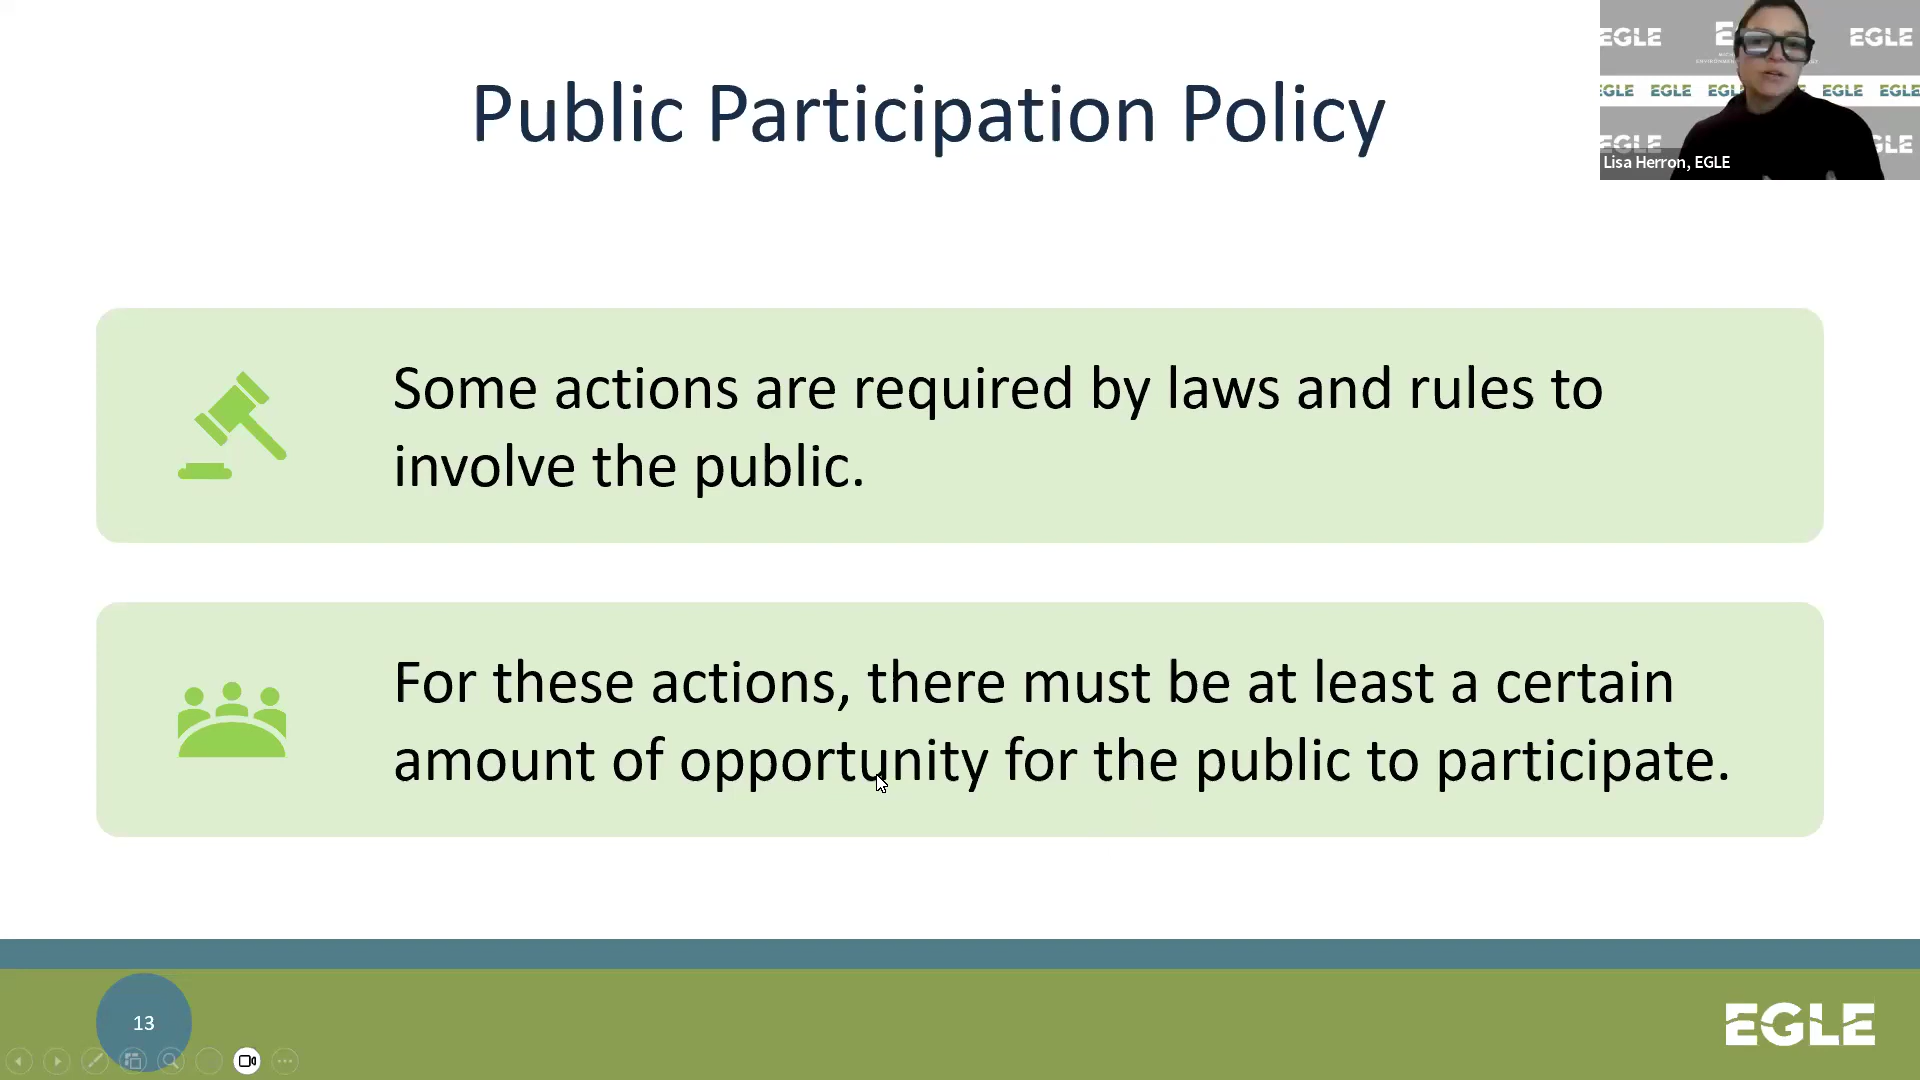 Public Participation Policy
EGLE
EGLE
EGLE EGLE EGLE EGLE EGLE
EGLE
Lisa Herron, EGLE
Some actions are required by laws and rules to
involve the public.
For these actions, there must be at least a certain
amount of opportunity for the public to participate.
13
EGLE